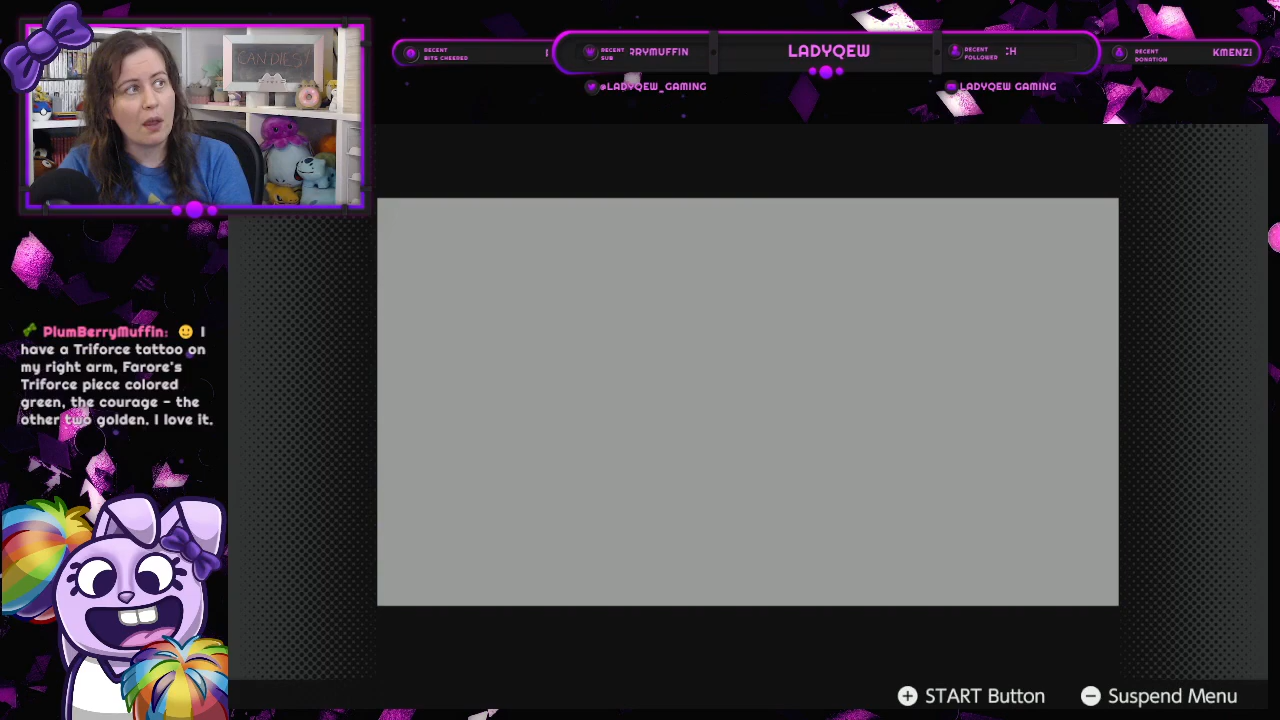 CANDIES?
RECENT
BITS CHEERED
RECENT
SUB
RRYMUFFIN
LADYQEW
RECENT
FOLLOWER
:H
RECENT
DONATION
KMENZI
@LADYQEW_GAMING
LADYQEW GAMING
PlumBerryMuffin: I
have a Triforce tattoo on
my right arm, Farore's
Triforce piece colored
green, the courage - the
other two golden. I love it.
START Button
Suspend Menu